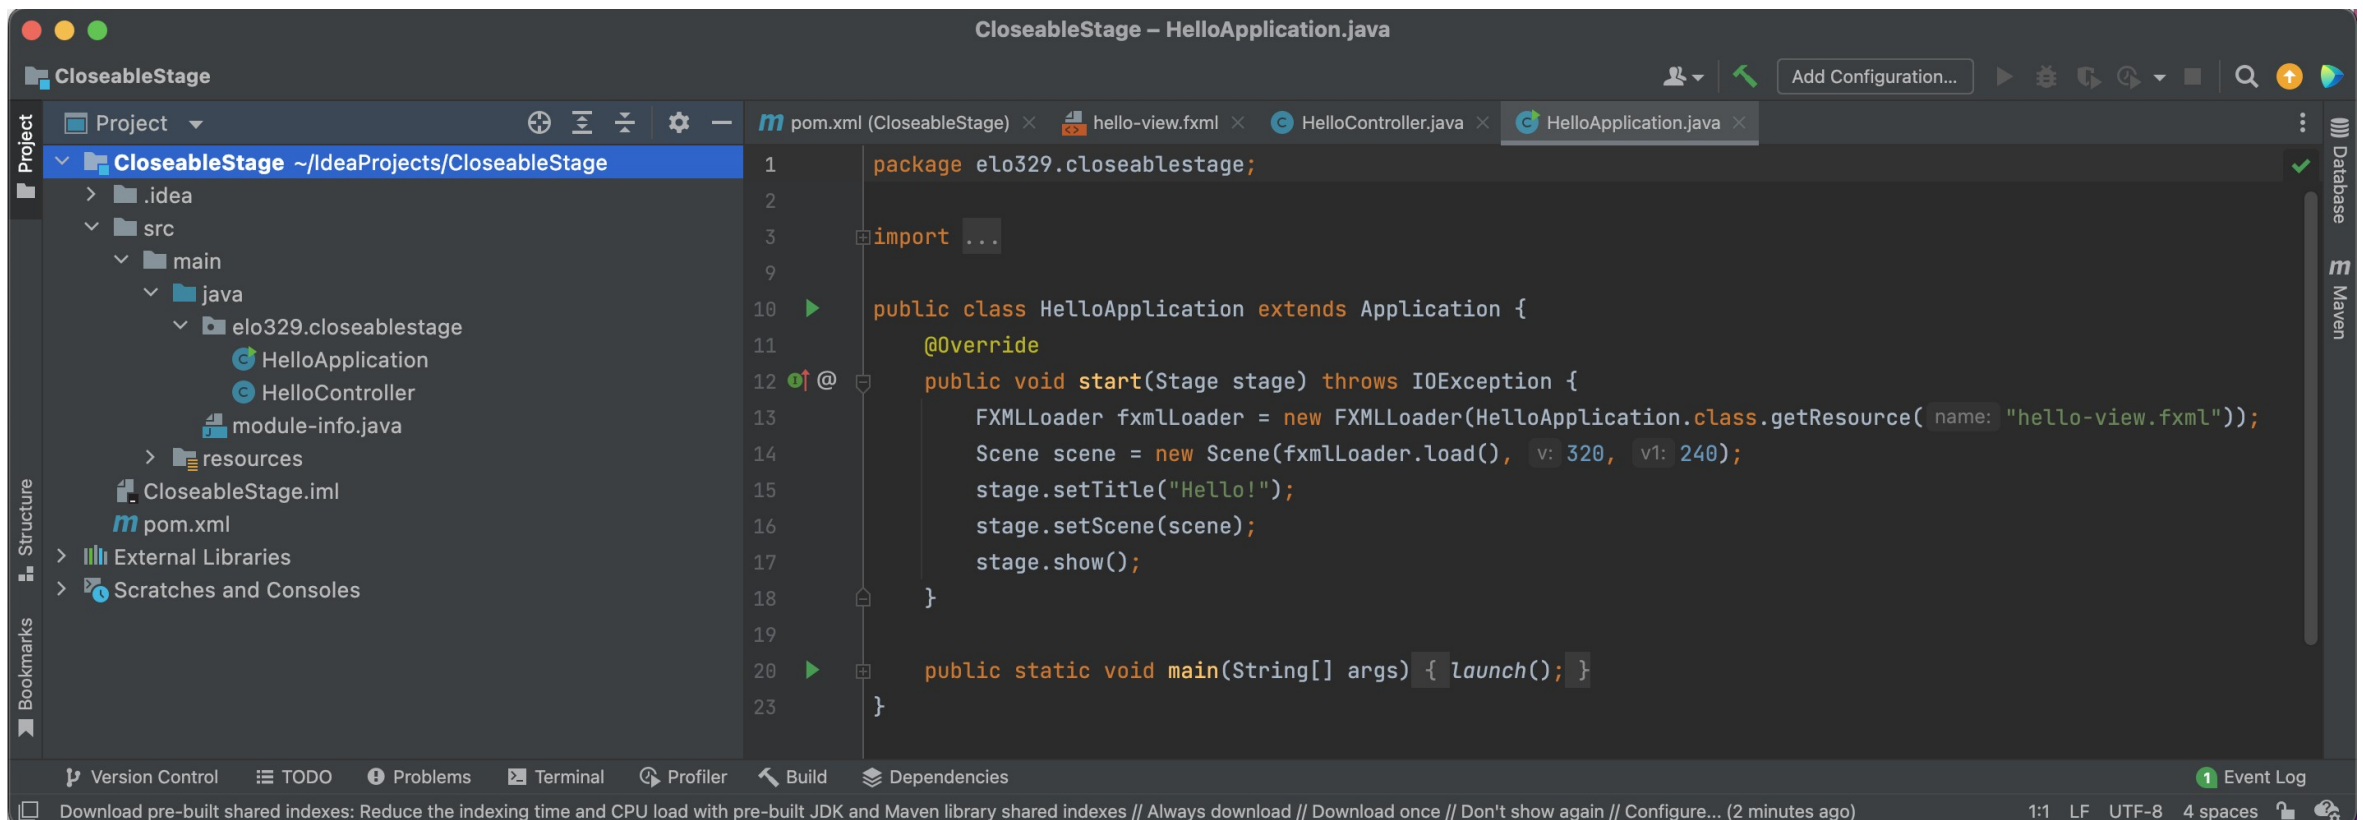 CloseableStage – HelloApplication.java
CloseableStage
Add Configuration...
Project
Project
pom.xml (CloseableStage)
hello-view.fxml
HelloController.java
HelloApplication.java
CloseableStage ~/IdeaProjects/CloseableStage
.idea
src
main
java
elo329.closeablestage
HelloApplication
HelloController
module-info.java
resources
CloseableStage.iml
pom.xml
External Libraries
Scratches and Consoles
Structure
Bookmarks
1 package elo329.closeablestage;
2
3 import ...
9
10 public class HelloApplication extends Application {
11 @Override
12 @ public void start(Stage stage) throws IOException {
13 FXMLLoader fxmlLoader = new FXMLLoader(HelloApplication.class.getResource( name: "hello-view.fxml"));
14 Scene scene = new Scene(fxmlLoader.load(), v: 320, v1: 240);
15 stage.setTitle("Hello!");
16 stage.setScene(scene);
17 stage.show();
18 }
19
20 public static void main(String[] args) { launch(); }
23 }
Database
m Maven
Version Control TODO Problems Terminal Profiler Build Dependencies 1 Event Log
Download pre-built shared indexes: Reduce the indexing time and CPU load with pre-built JDK and Maven library shared indexes // Always download // Download once // Don't show again // Configure... (2 minutes ago) 1:1 LF UTF-8 4 spaces